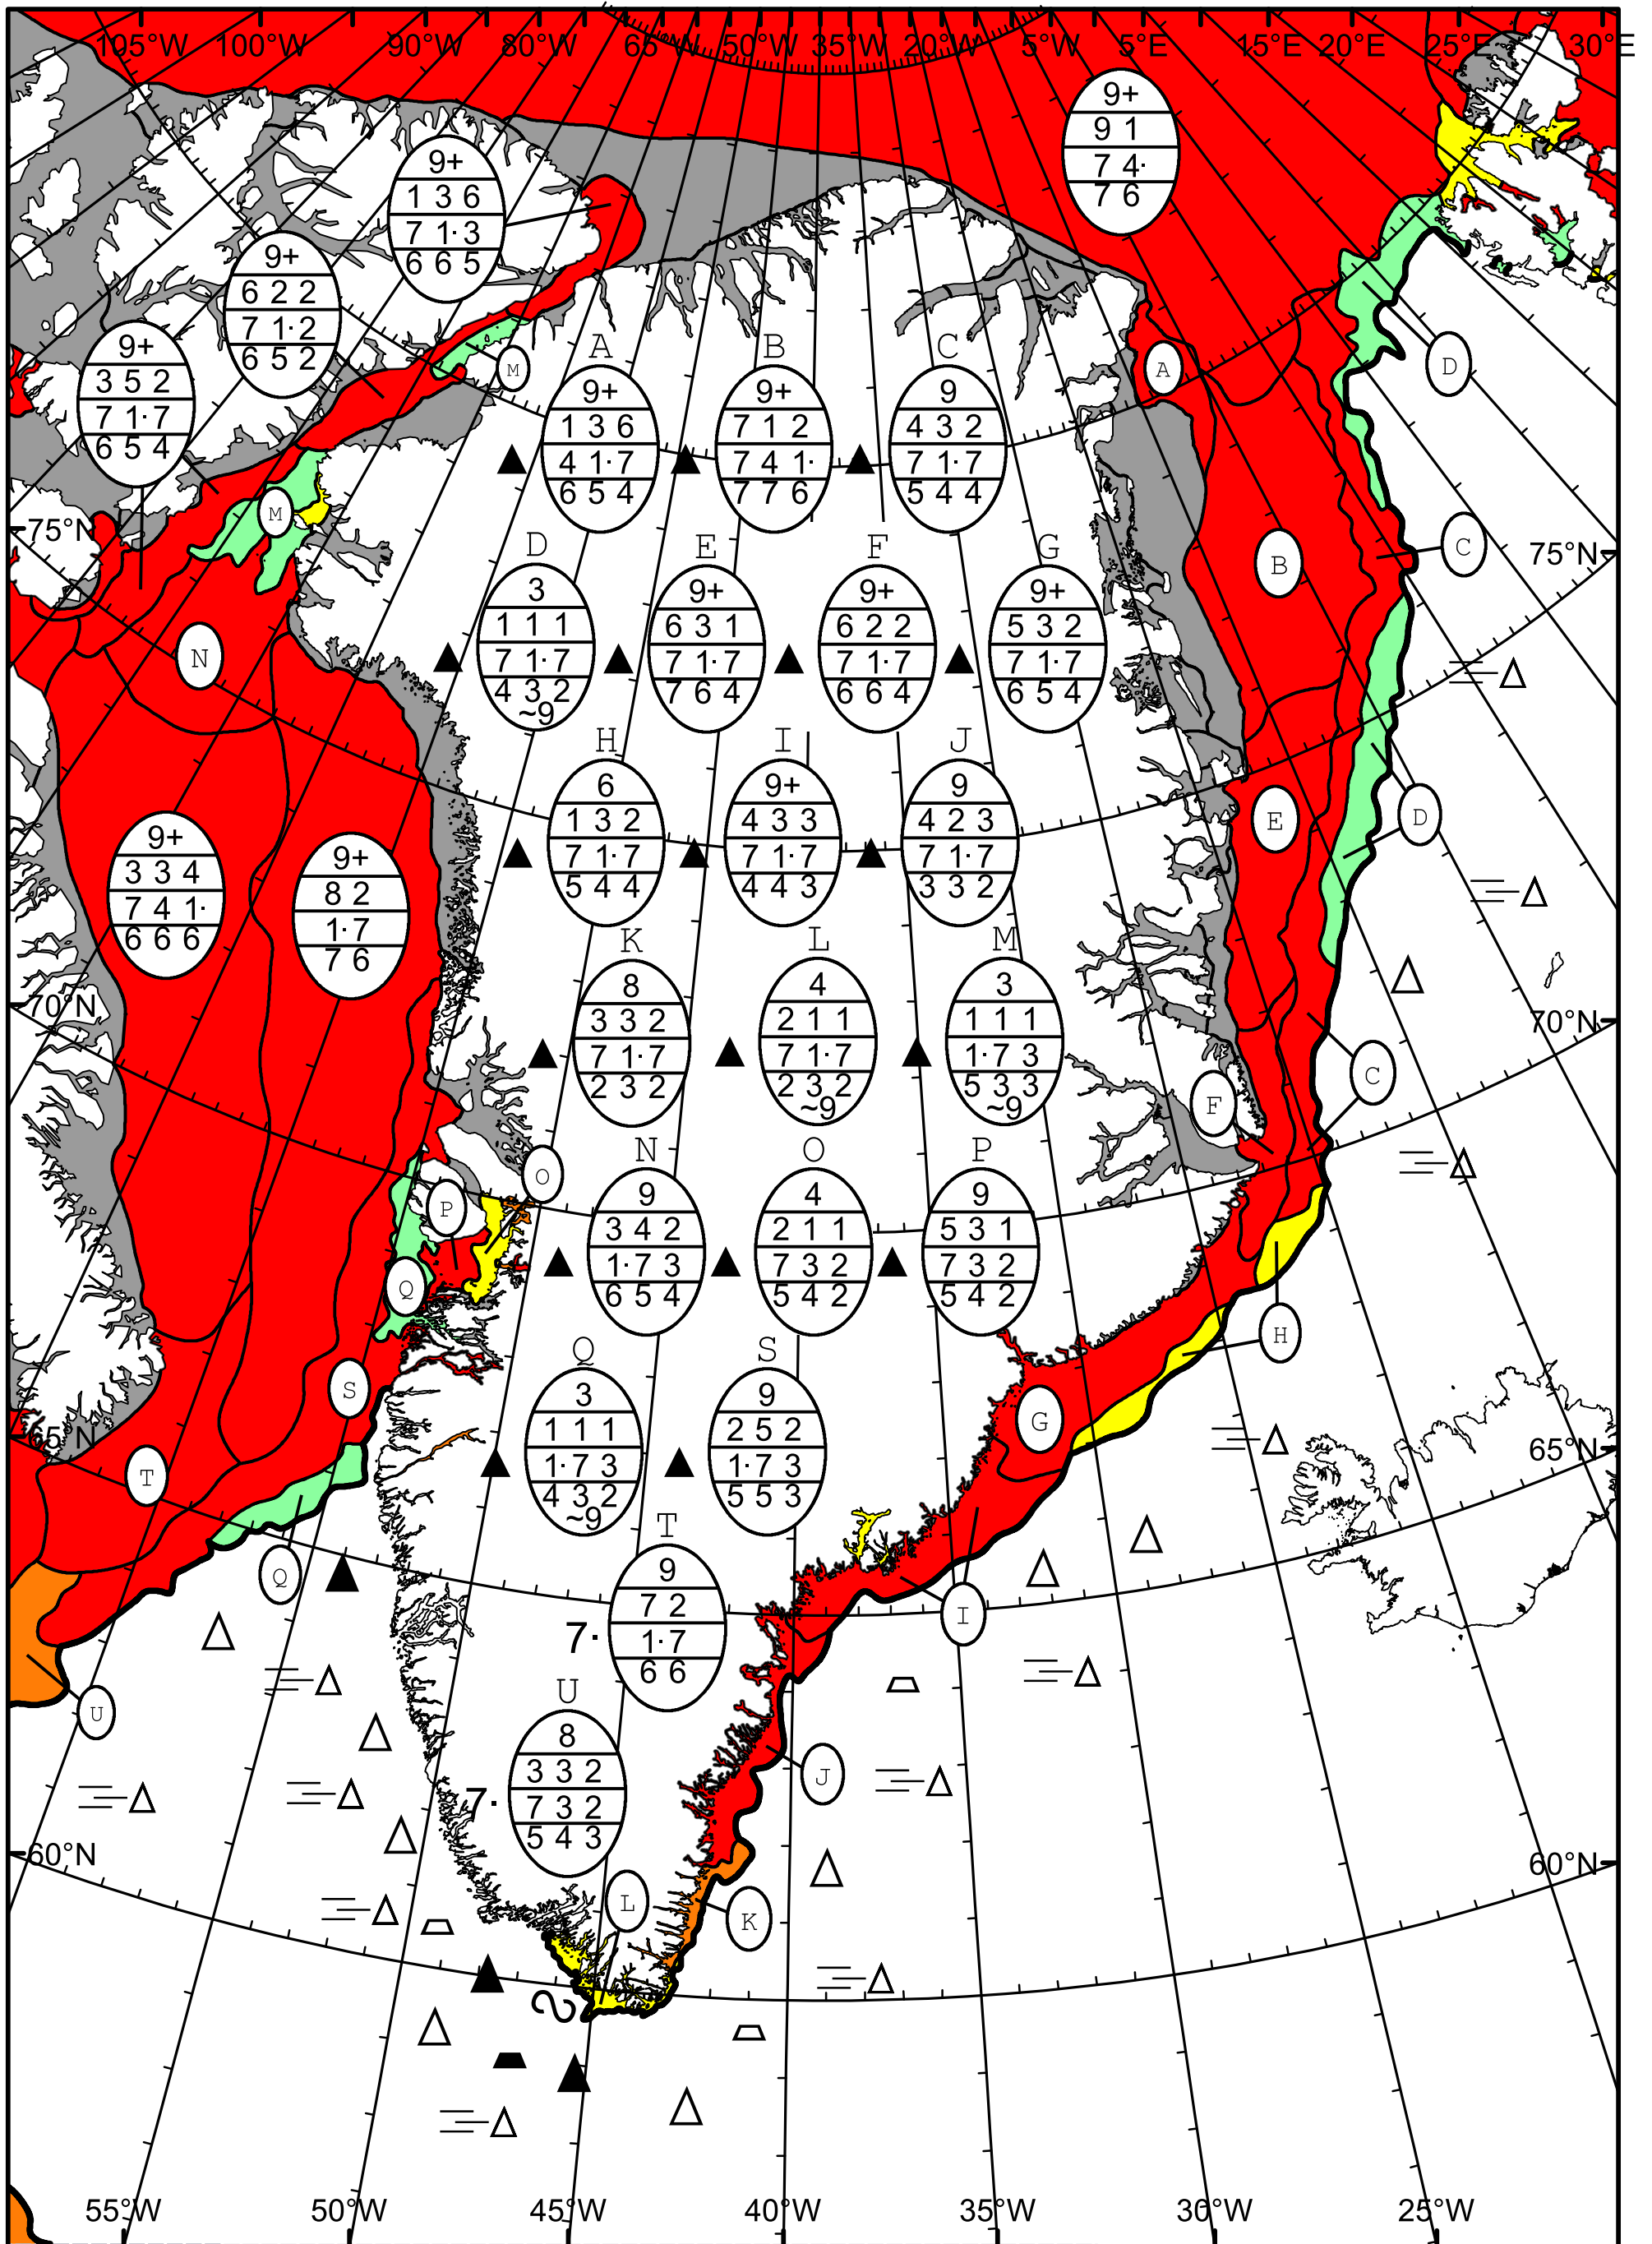 105°W 100°W 90°W 80°W 65°W 50°W 35°W 20°W 5°W 5°E 15°E 20°E 25°E 30°E
9+
9 1
7 4·
7 6
9+
1 3 6
7 1· 3
6 6 5
9+
6 2 2
7 1· 2
6 5 2
9+
3 5 2
7 1· 7
6 5 4
M
A
D
A
9+
1 3 6
4 1· 7
6 5 4
B
9+
7 1 2
7 4 1·
7 7 6
C
9
4 3 2
7 1· 7
5 4 4
M
75°N
B
C
75°N
N
D
3
1 1 1
7 1· 7
4 3 2
~9
E
9+
6 3 1
7 1· 7
7 6 4
F
9+
6 2 2
7 1· 7
6 6 4
G
9+
5 3 2
7 1· 7
6 5 4
E
D
9+
3 3 4
7 4 1·
6 6 6
9+
8 2
1· 7
7 6
H
6
1 3 2
7 1· 7
5 4 4
I
9+
4 3 3
7 1· 7
4 4 3
J
9
4 2 3
7 1· 7
3 3 2
70°N
70°N
K
8
3 3 2
7 1· 7
2 3 2
L
4
2 1 1
7 1· 7
2 3 2
~9
M
3
1 1 1
1· 7 3
5 3 3
~9
F
C
O
P
Q
N
9
3 4 2
1· 7 3
6 5 4
O
4
2 1 1
7 3 2
5 4 2
P
9
5 3 1
7 3 2
5 4 2
H
S
G
65°N
65°N
T
Q
3
1 1 1
1· 7 3
4 3 2
~9
S
9
2 5 2
1· 7 3
5 5 3
Q
I
T
9
7 2
7· 1· 7
6 6
U
U
8
3 3 2
7· 7 3 2
5 4 3
J
60°N
60°N
L
K
55°W 50°W 45°W 40°W 35°W 30°W 25°W